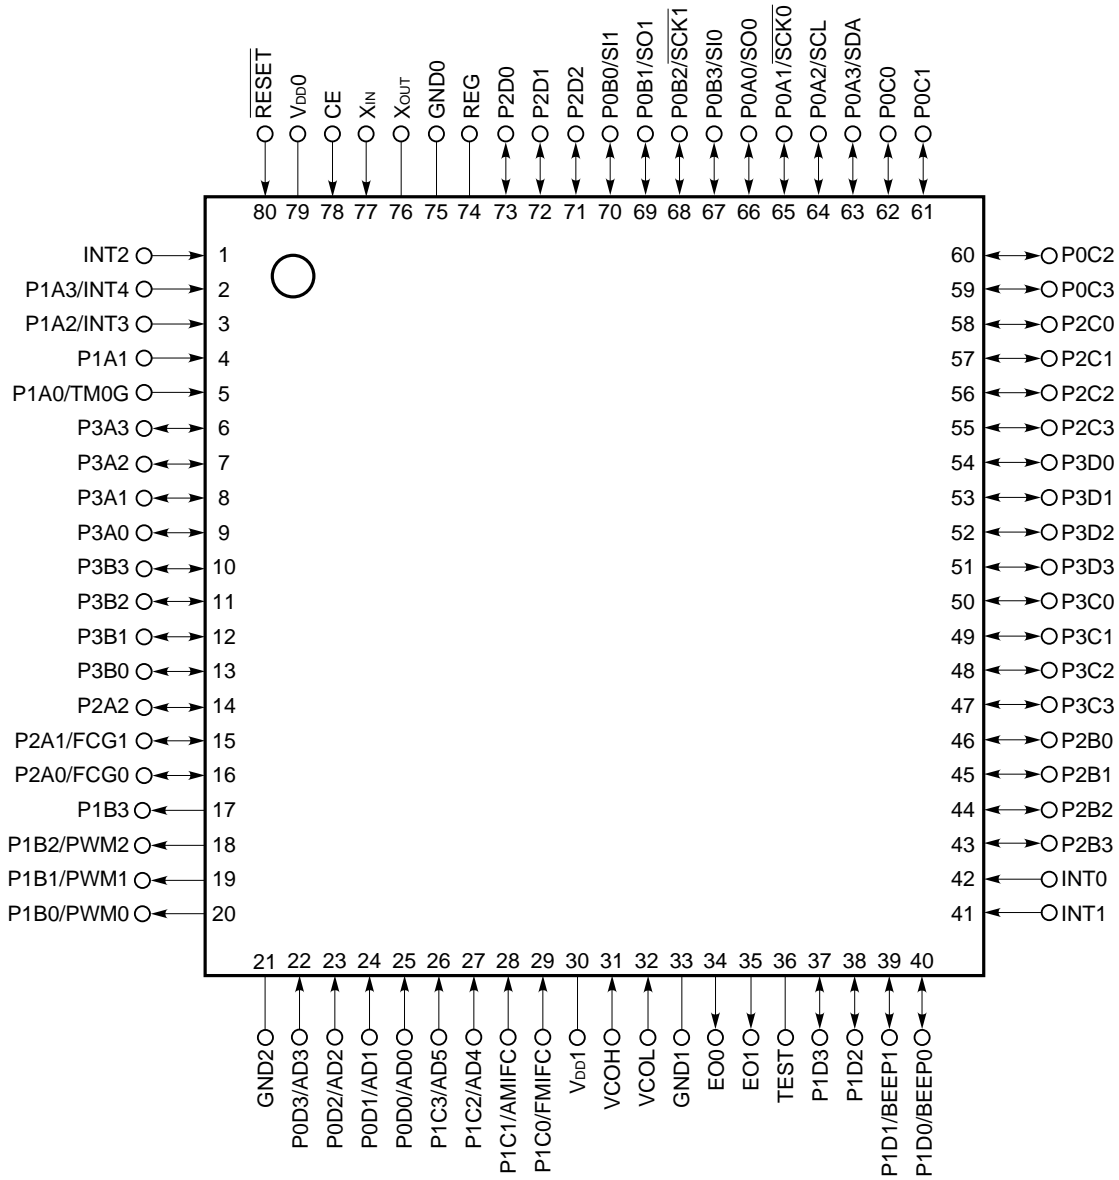 RESET
VDD0
CE
XIN
XOUT
GND0
REG
P2D0
P2D1
P2D2
P0B0/SI1
P0B1/SO1
P0B2/SCK1
P0B3/SI0
P0A0/SO0
P0A1/SCK0
P0A2/SCL
P0A3/SDA
P0C0
P0C1
80 79 78 77 76 75 74 73 72 71 70 69 68 67 66 65 64 63 62 61
INT2 1 60 P0C2
P1A3/INT4 2 59 P0C3
P1A2/INT3 3 58 P2C0
P1A1 4 57 P2C1
P1A0/TM0G 5 56 P2C2
P3A3 6 55 P2C3
P3A2 7 54 P3D0
P3A1 8 53 P3D1
P3A0 9 52 P3D2
P3B3 10 51 P3D3
P3B2 11 50 P3C0
P3B1 12 49 P3C1
P3B0 13 48 P3C2
P2A2 14 47 P3C3
P2A1/FCG1 15 46 P2B0
P2A0/FCG0 16 45 P2B1
P1B3 17 44 P2B2
P1B2/PWM2 18 43 P2B3
P1B1/PWM1 19 42 INT0
P1B0/PWM0 20 41 INT1
21 22 23 24 25 26 27 28 29 30 31 32 33 34 35 36 37 38 39 40
GND2
P0D3/AD3
P0D2/AD2
P0D1/AD1
P0D0/AD0
P1C3/AD5
P1C2/AD4
P1C1/AMIFC
P1C0/FMIFC
VDD1
VCOH
VCOL
GND1
EO0
EO1
TEST
P1D3
P1D2
P1D1/BEEP1
P1D0/BEEP0